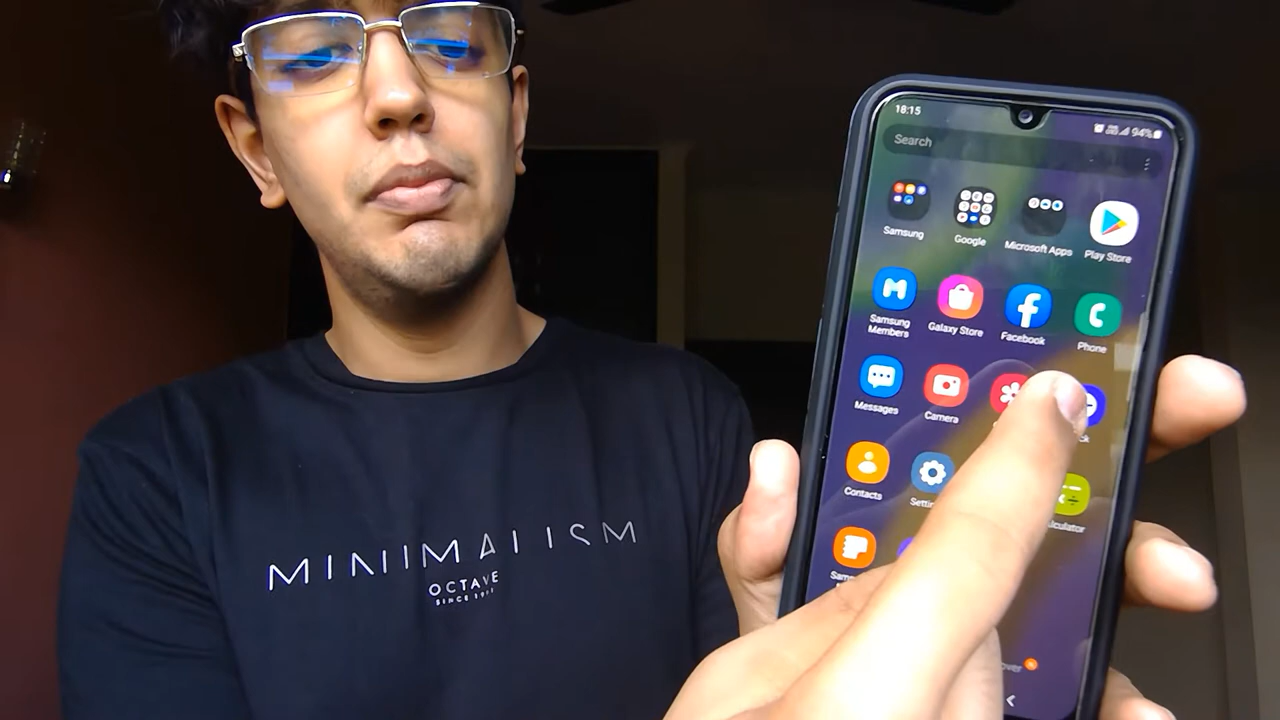 18:15
94%
Search
Samsung
Google
Microsoft Apps
Play Store
Samsung
Members
Galaxy Store
Facebook
Phone
Messages
Camera
Contacts
MINIMALISM
OCTAVE